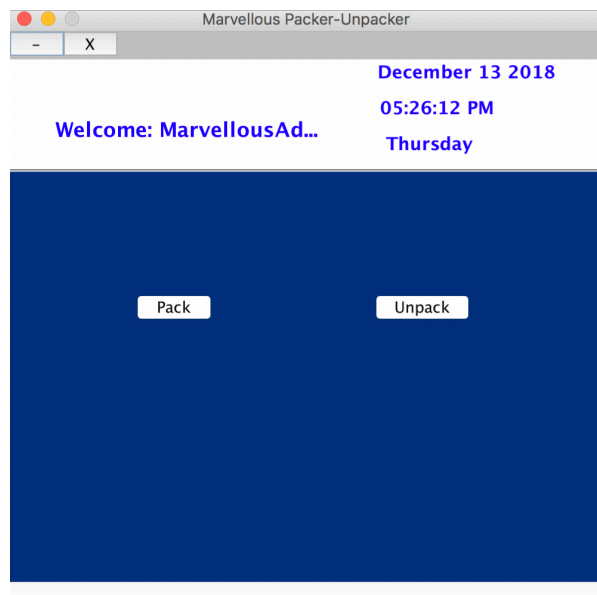 Marvellous Packer-Unpacker
– X
December 13 2018
05:26:12 PM
Welcome: MarvellousAd...
Thursday
Pack Unpack